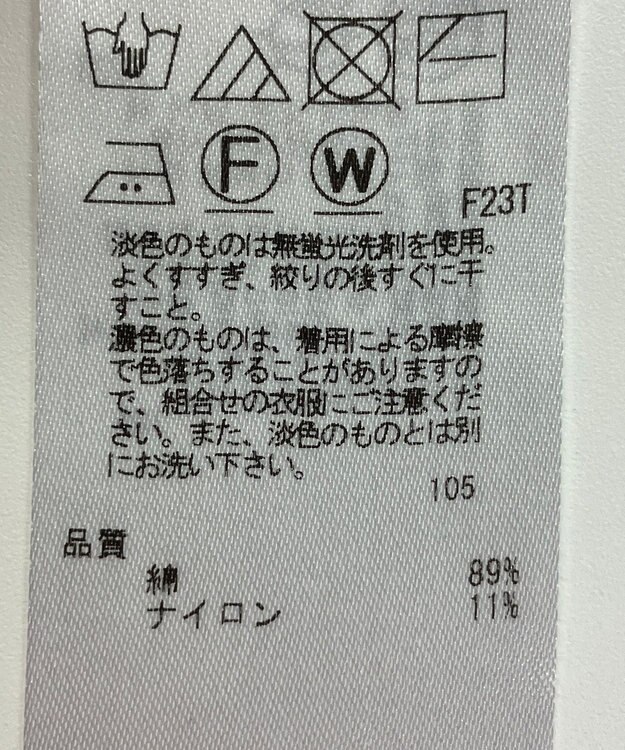 F W F23T
淡色のものは無蛍光洗剤を使用。
よくすすぎ、絞りの後すぐに干
すこと。
濃色のものは、着用による摩擦
で色落ちすることがありますの
で、組合せの衣服にご注意くだ
さい。また、淡色のものとは別
にお洗い下さい。
105
品質
綿 89%
ナイロン 11%